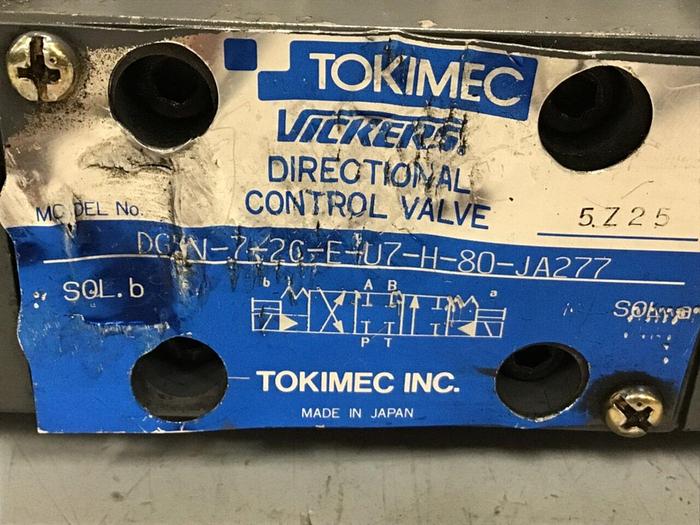 TOKIMEC
VICKERS
DIRECTIONAL
CONTROL VALVE
MODEL No.
5Z25
-7-2C-E-U7-H-80-JA277
SOL.b
b A B a
P T
SOL.a
TOKIMEC INC.
MADE IN JAPAN